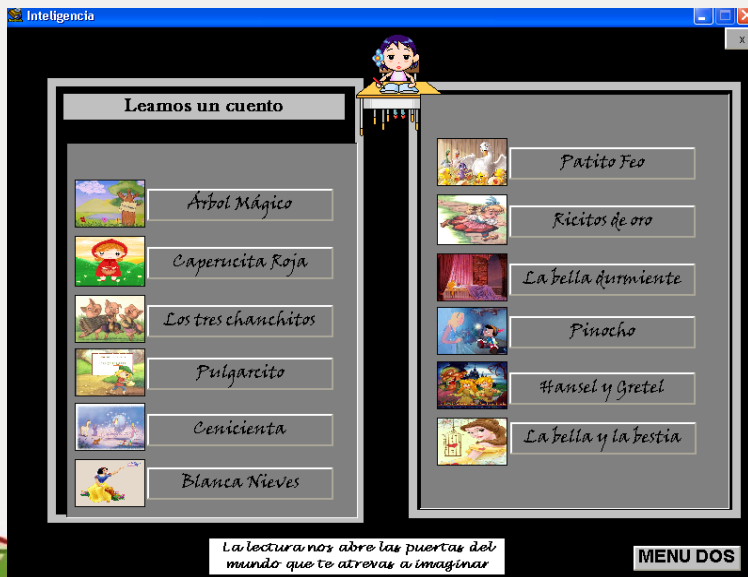 Inteligencia
x
Leamos un cuento
Árbol Mágico
Caperucita Roja
Los tres chanchitos
Pulgarcito
Cenicienta
Blanca Nieves
Patito Feo
Ricitos de oro
La bella durmiente
Pinocho
Hansel y Gretel
La bella y la bestia
La lectura nos abre las puertas del
mundo que te atrevas a imaginar
MENU DOS